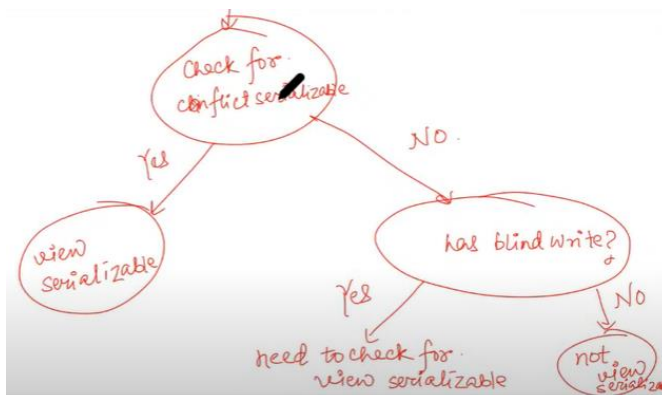 Check for
conflict serializable
Yes
NO
view
serializable
has blind write?
Yes
NO
need to check for
view serializable
not
view
serializa